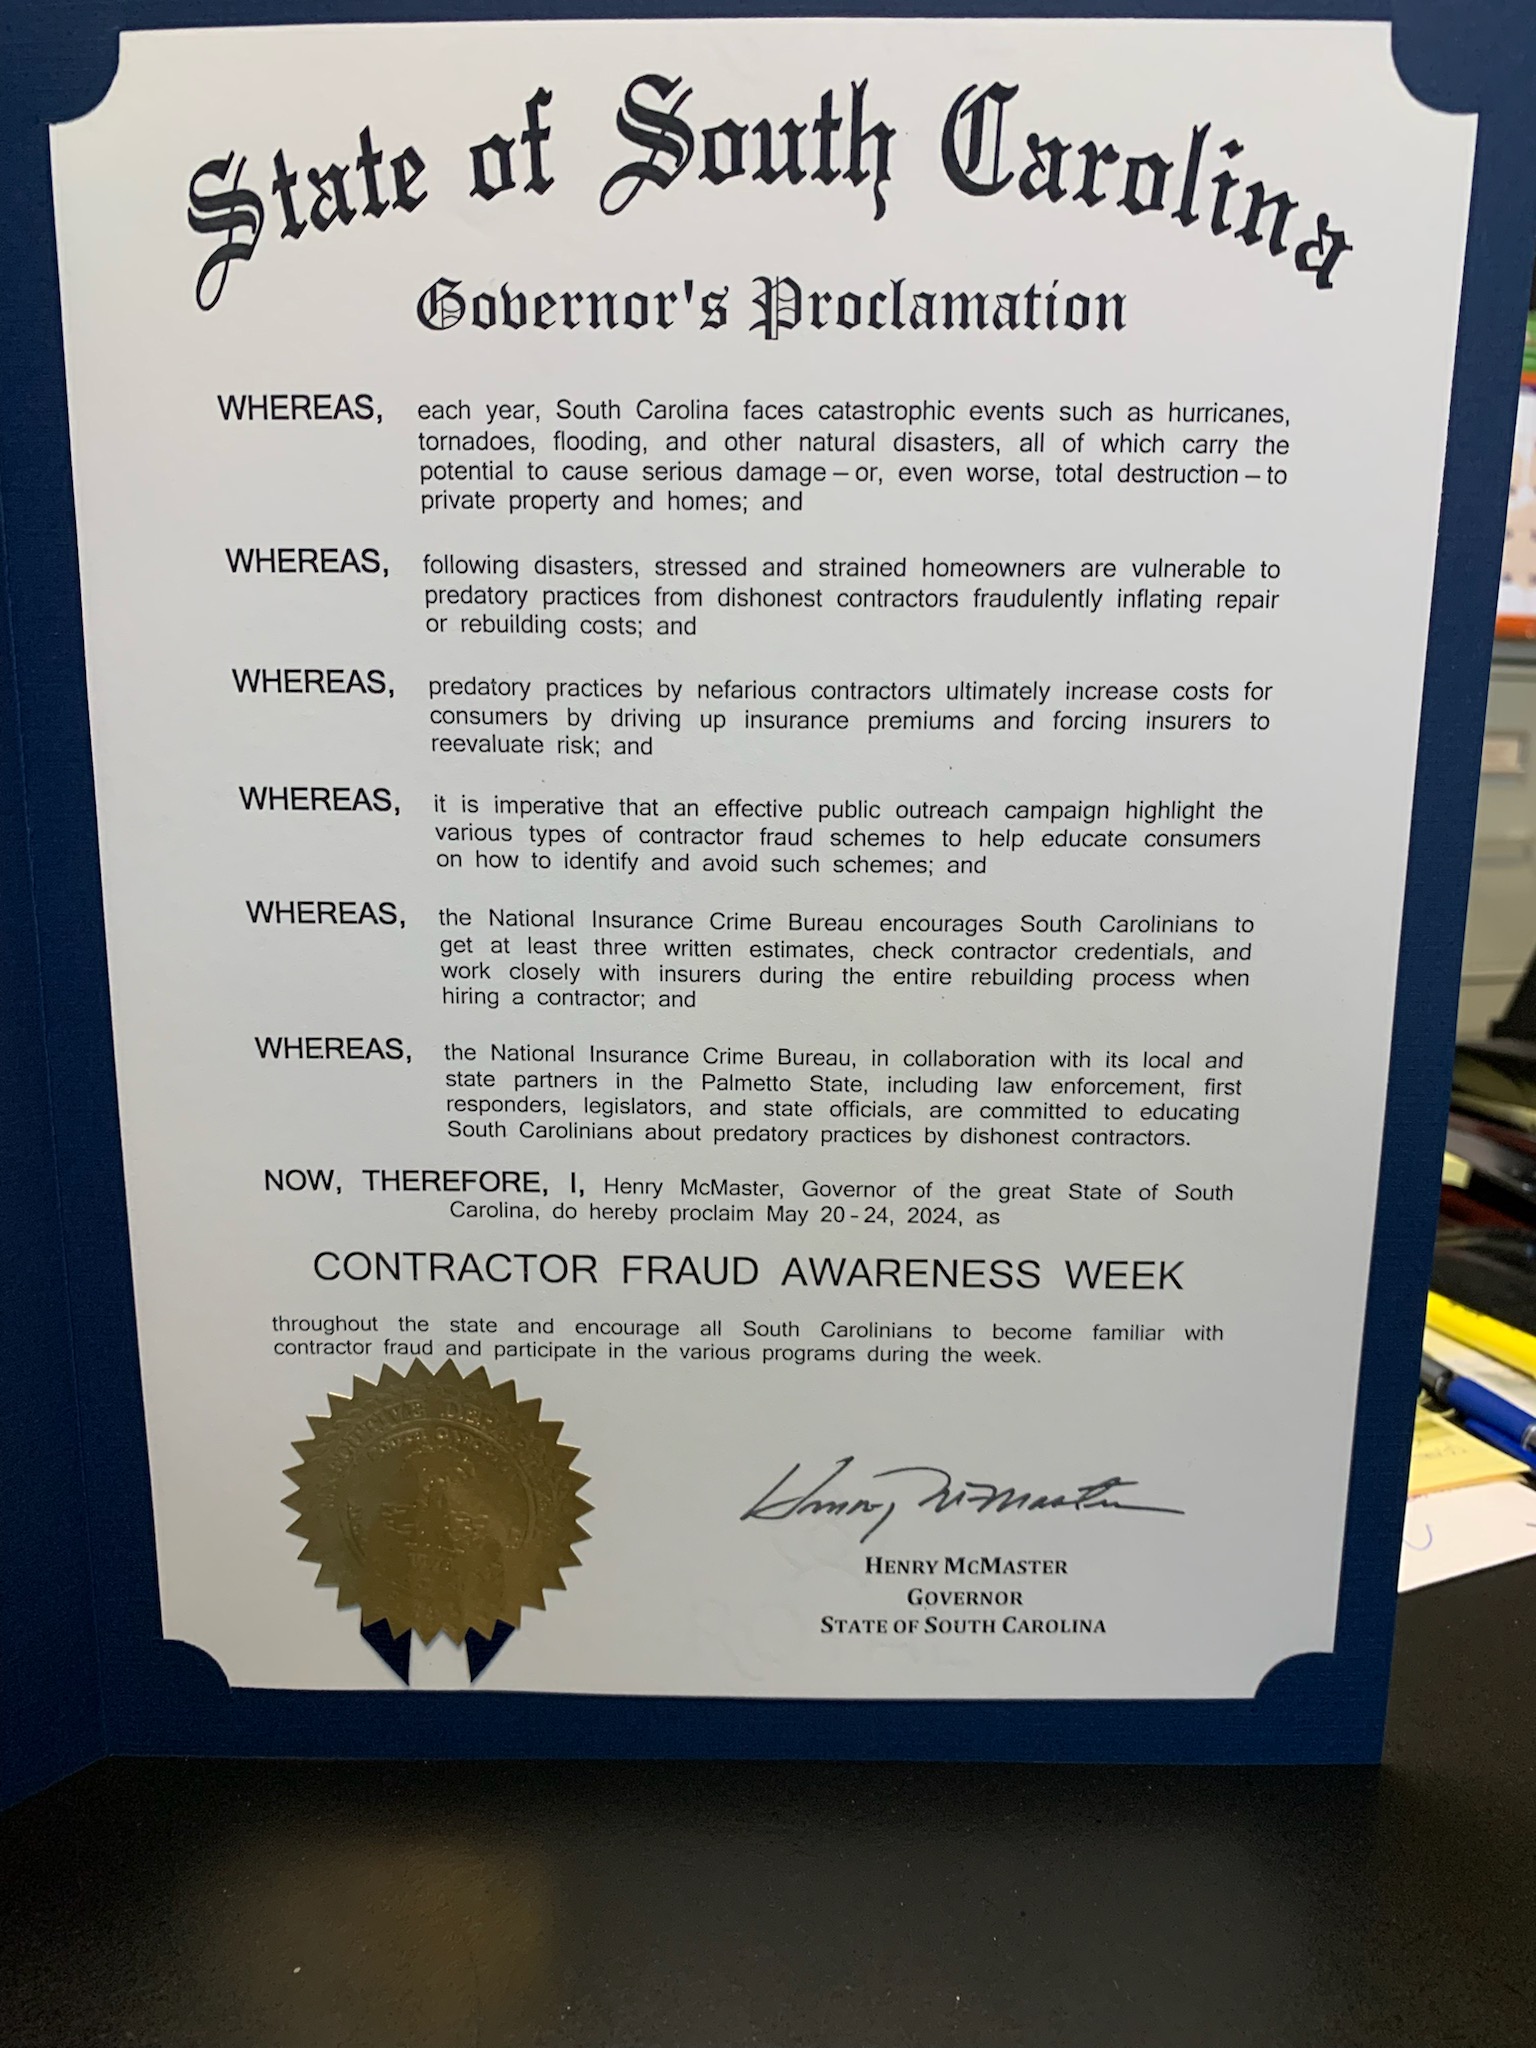 State of South Carolina
Governor's Proclamation
WHEREAS, each year, South Carolina faces catastrophic events such as hurricanes,
tornadoes, flooding, and other natural disasters, all of which carry the
potential to cause serious damage – or, even worse, total destruction – to
private property and homes; and
WHEREAS, following disasters, stressed and strained homeowners are vulnerable to
predatory practices from dishonest contractors fraudulently inflating repair
or rebuilding costs; and
WHEREAS, predatory practices by nefarious contractors ultimately increase costs for
consumers by driving up insurance premiums and forcing insurers to
reevaluate risk; and
WHEREAS, it is imperative that an effective public outreach campaign highlight the
various types of contractor fraud schemes to help educate consumers
on how to identify and avoid such schemes; and
WHEREAS, the National Insurance Crime Bureau encourages South Carolinians to
get at least three written estimates, check contractor credentials, and
work closely with insurers during the entire rebuilding process when
hiring a contractor; and
WHEREAS, the National Insurance Crime Bureau, in collaboration with its local and
state partners in the Palmetto State, including law enforcement, first
responders, legislators, and state officials, are committed to educating
South Carolinians about predatory practices by dishonest contractors.
NOW, THEREFORE, I, Henry McMaster, Governor of the great State of South
Carolina, do hereby proclaim May 20 - 24, 2024, as
CONTRACTOR FRAUD AWARENESS WEEK
throughout the state and encourage all South Carolinians to become familiar with
contractor fraud and participate in the various programs during the week.
Henry McMaster
HENRY MCMASTER
GOVERNOR
STATE OF SOUTH CAROLINA